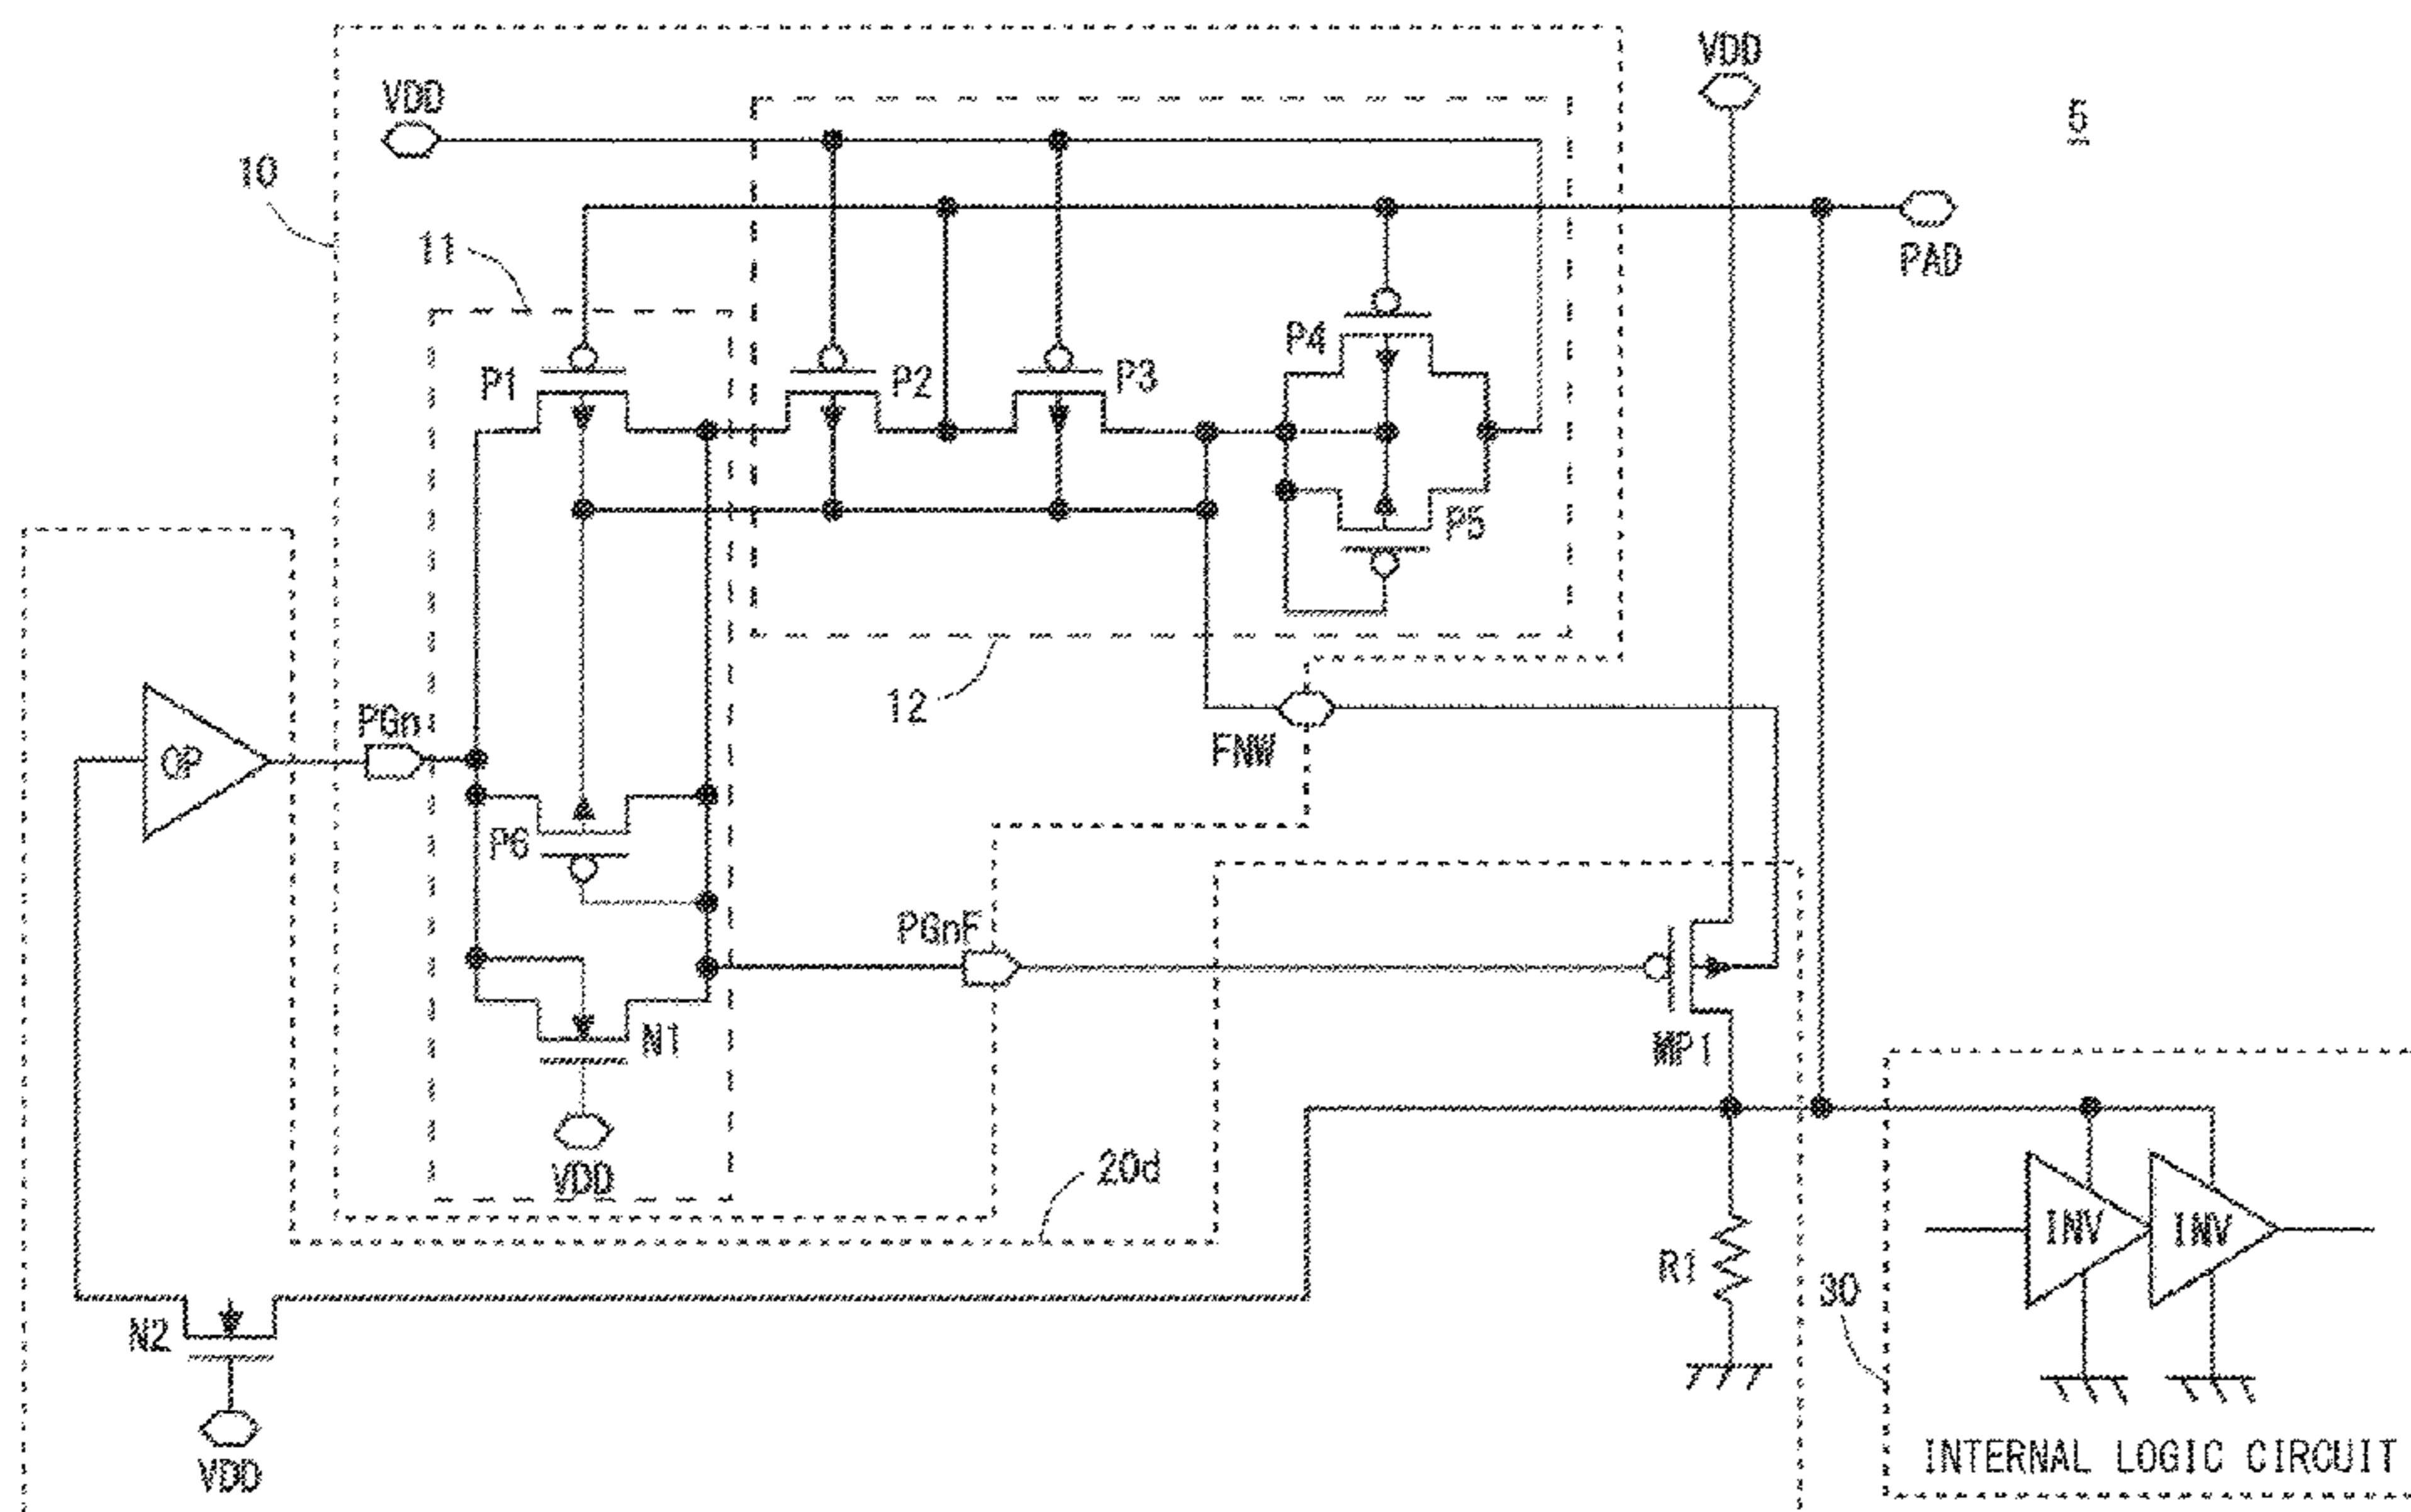 VDD
VDD
5
10
11
PAD
P4
P1
P2
P3
P5
12
PGn
FNW
OP
P6
PGnF
N1
MP1
VDD
20d
INV
INV
R1
30
N2
INTERNAL LOGIC CIRCUIT
VDD